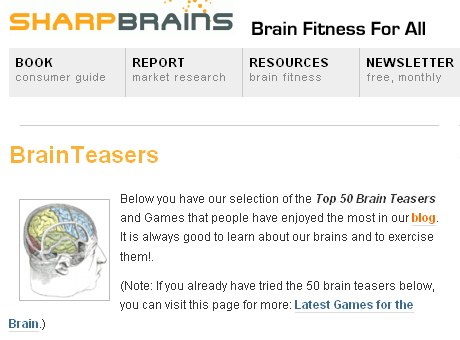 SHARPBRAINS Brain Fitness For All
BOOK REPORT RESOURCES NEWSLETTER
consumer guide market research brain fitness free, monthly
BrainTeasers
Below you have our selection of the Top 50 Brain Teasers
and Games that people have enjoyed the most in our blog.
It is always good to learn about our brains and to exercise
them!.
(Note: If you already have tried the 50 brain teasers below,
you can visit this page for more: Latest Games for the
Brain.)